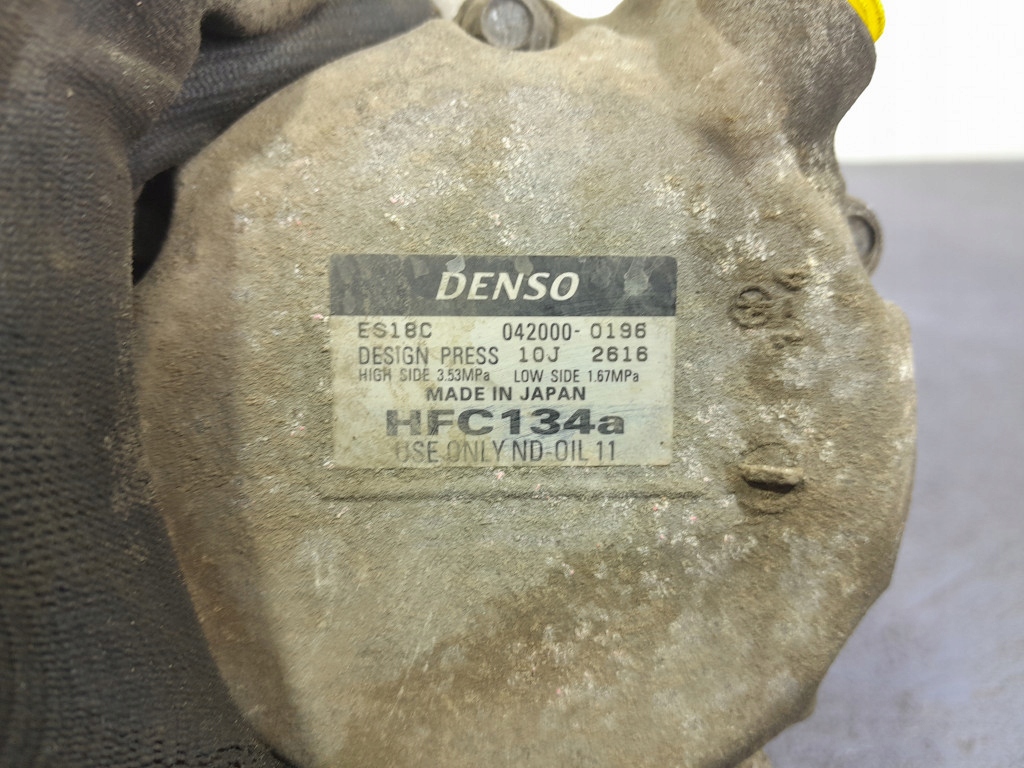 DENSO
ES18C 042000-0196
DESIGN PRESS 10J 2616
HIGH SIDE 3.53MPa LOW SIDE 1.67MPa
MADE IN JAPAN
HFC134a
USE ONLY ND-OIL 11